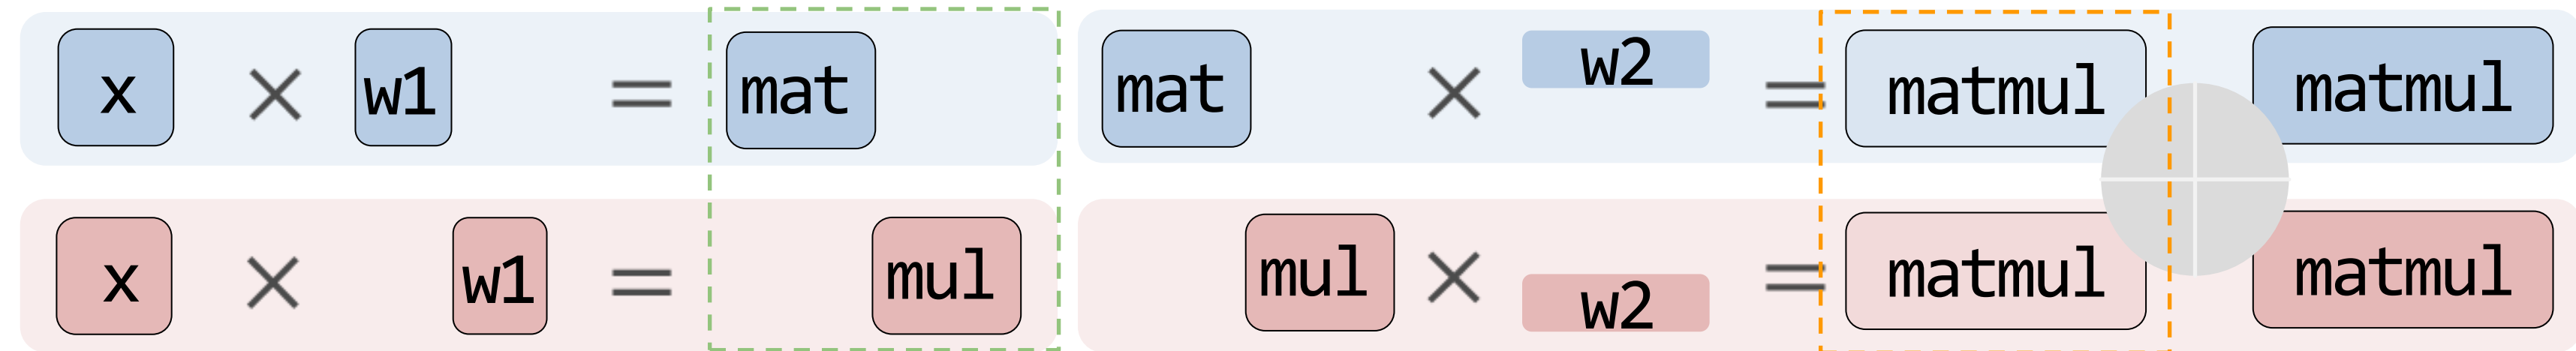 x × w1 = mat mat × w2 = matmul matmul
x × w1 = mul mul × w2 = matmul matmul